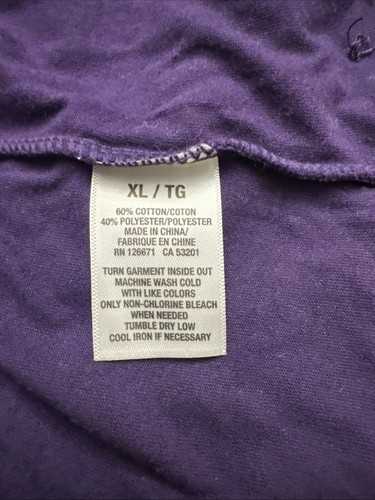 XL / TG
60% COTTON/COTON
40% POLYESTER/POLYESTER
MADE IN CHINA/
FABRIQUE EN CHINE
RN 126671 CA 53201
TURN GARMENT INSIDE OUT
MACHINE WASH COLD
WITH LIKE COLORS
ONLY NON-CHLORINE BLEACH
WHEN NEEDED
TUMBLE DRY LOW
COOL IRON IF NECESSARY